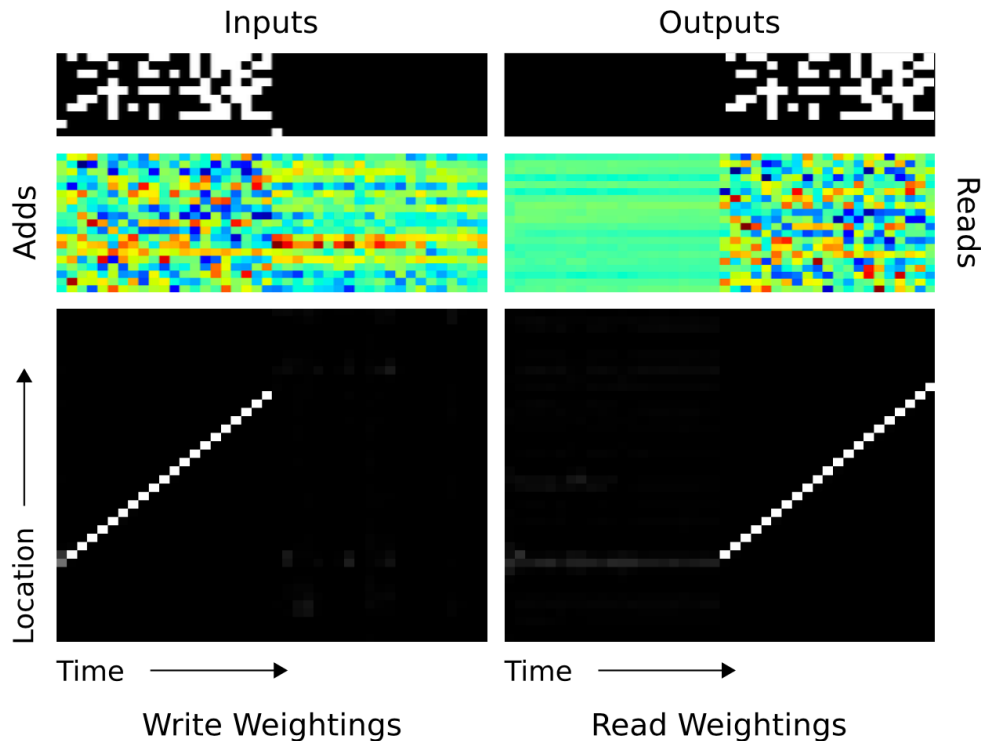 Inputs
Outputs
Adds
Reads
Location
Time
Time
Write Weightings
Read Weightings